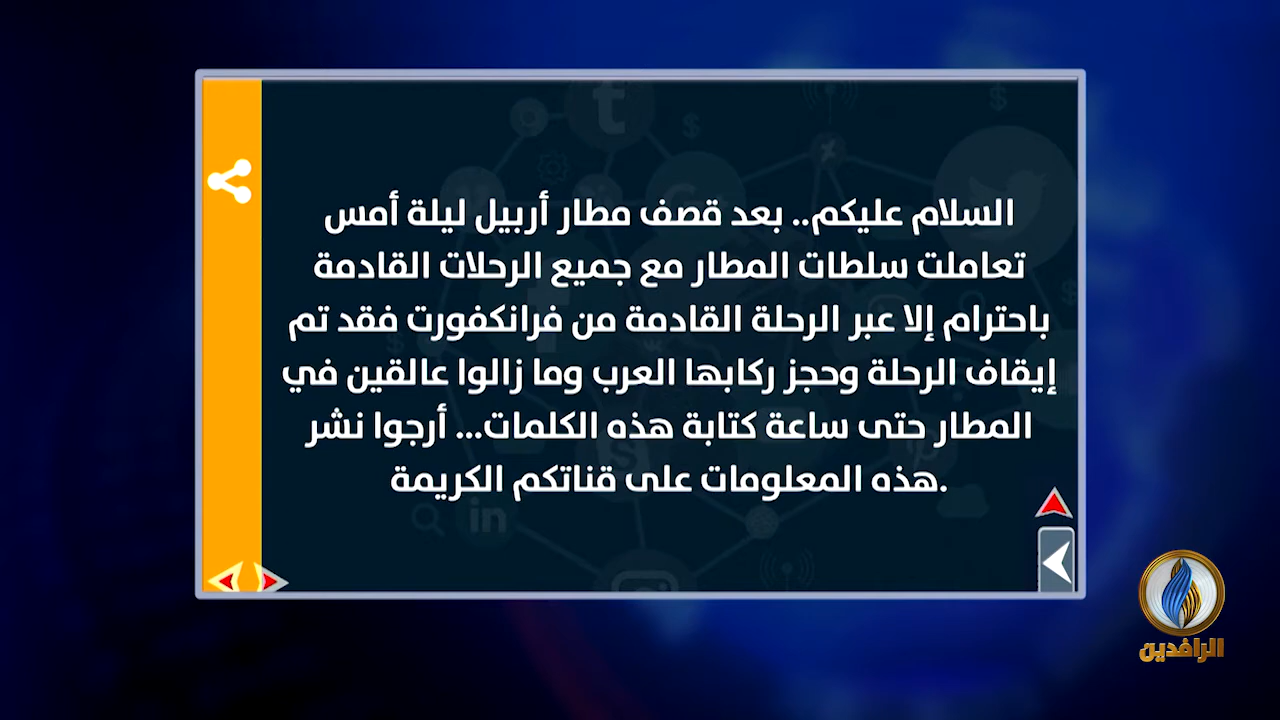 السلام عليكم.. بعد قصف مطار أربيل ليلة أمس
تعاملت سلطات المطار مع جميع الرحلات القادمة
باحترام إلا عبر الرحلة القادمة من فرانكفورت فقد تم
إيقاف الرحلة وحجز ركابها العرب وما زالوا عالقين في
المطار حتى ساعة كتابة هذه الكلمات... أرجوا نشر
.هذه المعلومات على قناتكم الكريمة
in
الرافدين